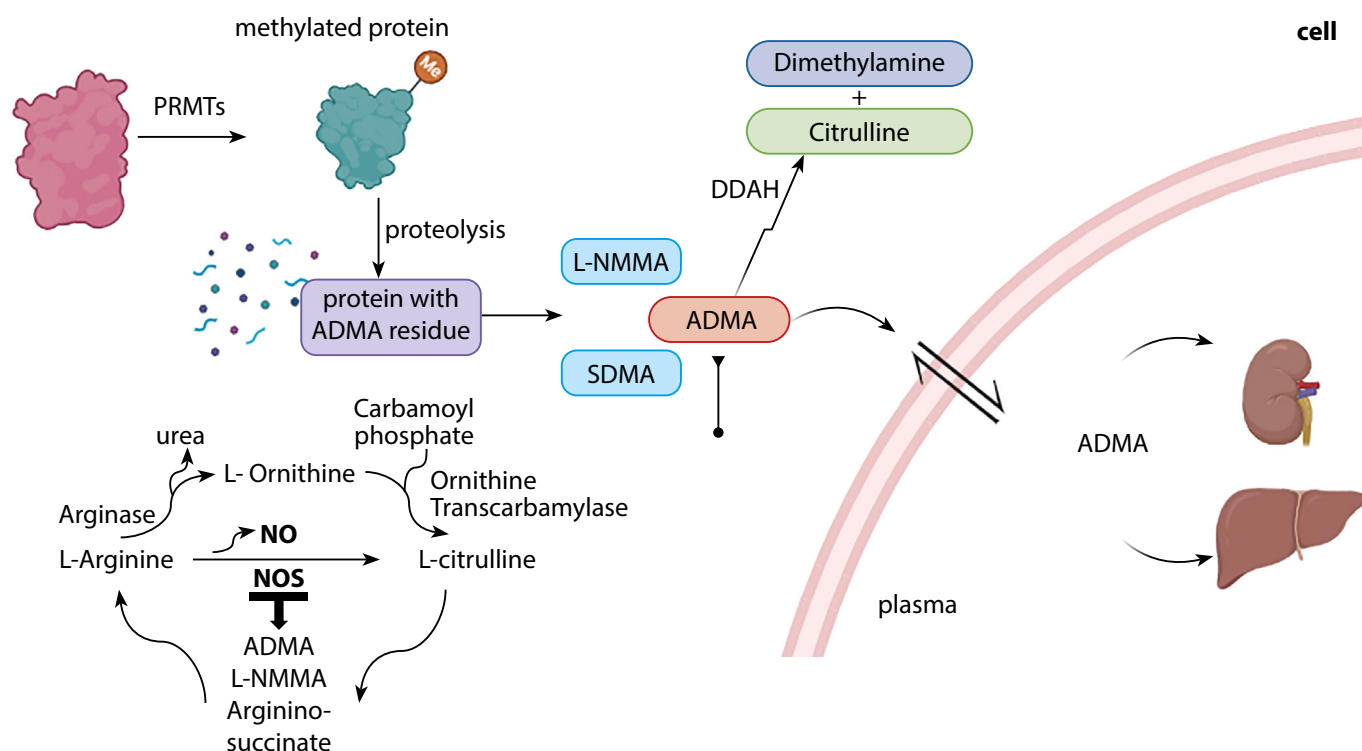 methylated protein
cell
Me
PRMTs
Dimethylamine
+
Citrulline
DDAH
proteolysis
L-NMMA
protein with
ADMA residue
ADMA
SDMA
Carbamoyl
phosphate
urea
L- Ornithine
Ornithine
Transcarbamylase
Arginase
NO
L-Arginine
L-citrulline
NOS
ADMA
L-NMMA
Arginino-
succinate
ADMA
plasma